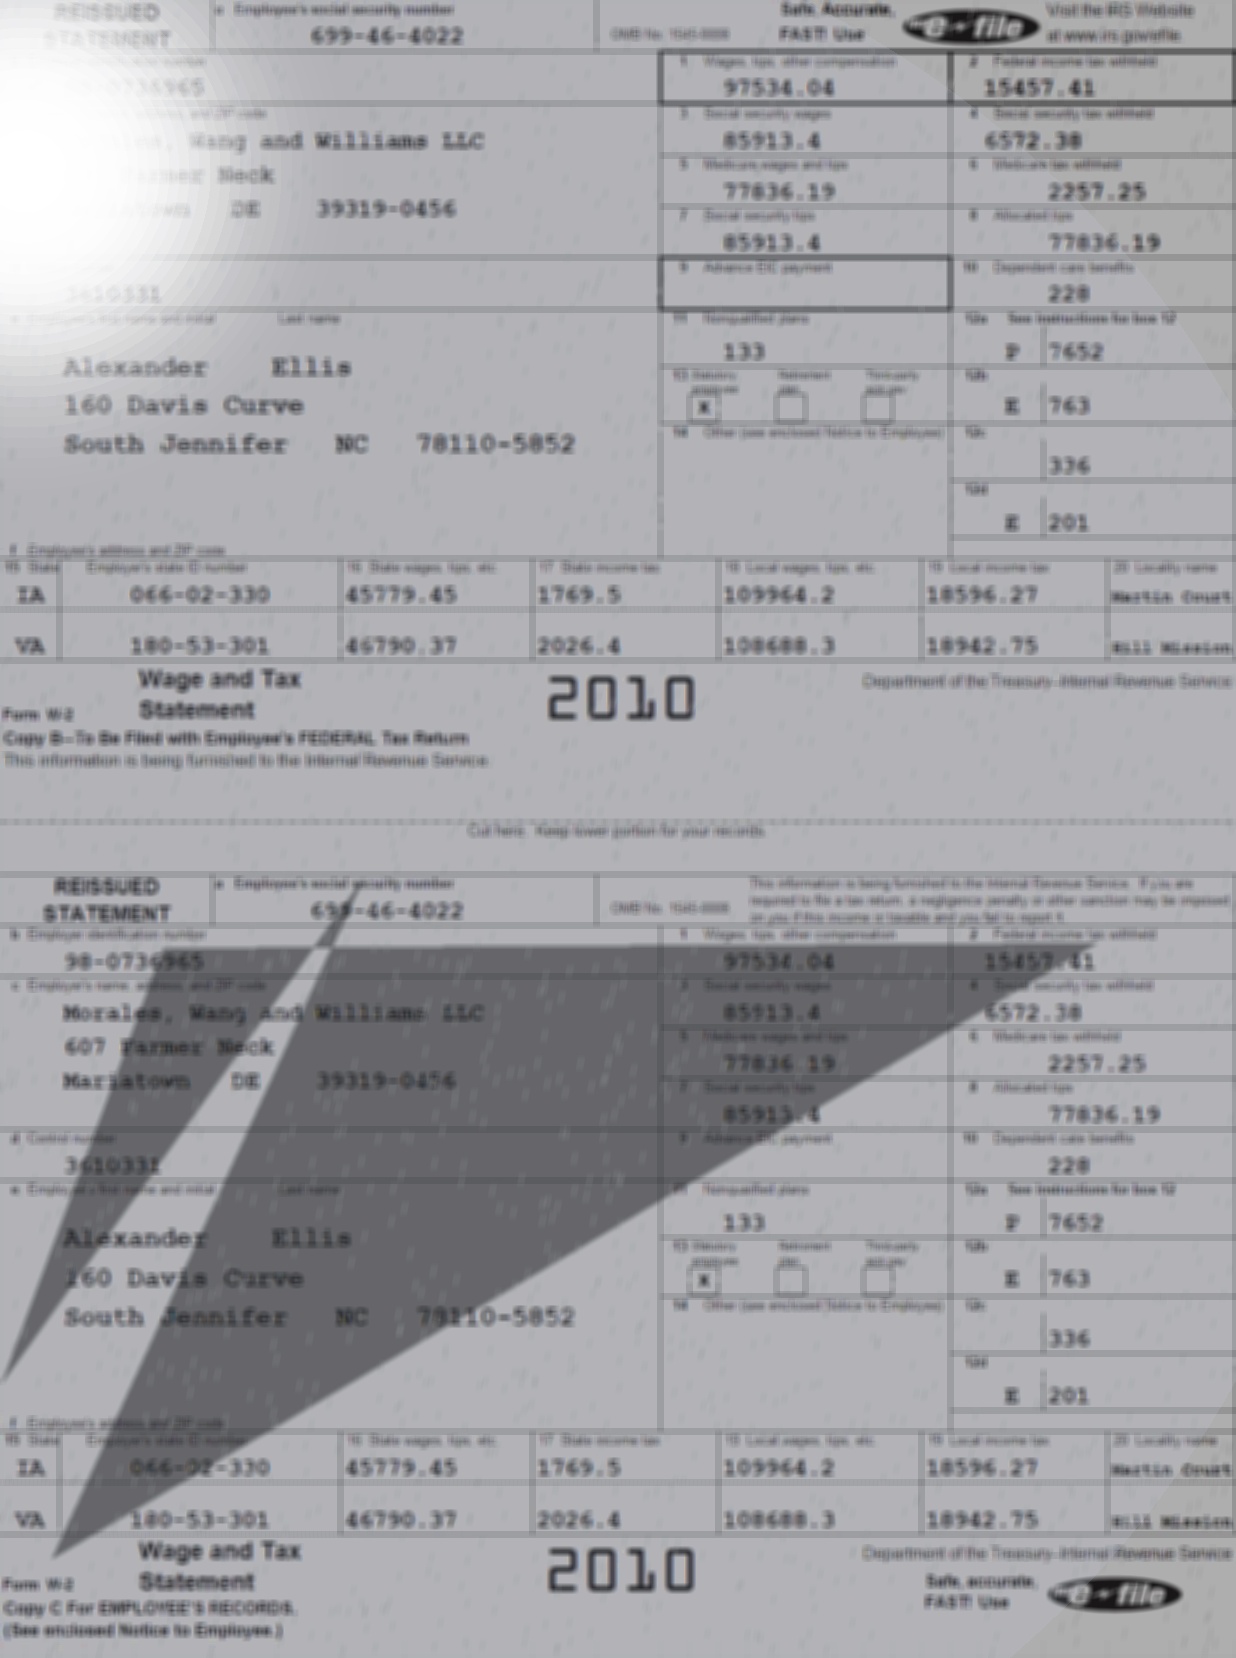 REISSUED STATEMENT
a Employee's social security number
699-46-4022
OMB No. 1545-0008
Safe, Accurate, FAST! Use
e-file
Visit the IRS Website at www.irs.gov/efile.
1 Wages, tips, other compensation
97534.04
2 Federal income tax withheld
15457.41
3 Social security wages
85913.4
4 Social security tax withheld
6572.38
and ZIP code
Wang and Williams LLC
Neck
DE 39319-0456
5 Medicare wages and tips
77836.19
6 Medicare tax withheld
2257.25
7 Social security tips
85913.4
8 Allocated tips
77836.19
9 Advance EIC payment
10 Dependent care benefits
228
3610331
Last name
11 Nonqualified plans
133
12a See instructions for box 12
P 7652
Alexander Ellis
160 Davis Curve
South Jennifer NC 78110-5852
13 Statutory employee Retirement plan Third-party sick pay
X
12b
E 763
14 Other (see enclosed Notice to Employee)
12c
336
12d
E 201
f Employee's address and ZIP code
15 State Employer's state ID number 16 State wages, tips, etc. 17 State income tax 18 Local wages, tips, etc. 19 Local income tax 20 Locality name
IA 066-02-330 45779.45 1769.5 109964.2 18596.27 Martin Court
VA 180-53-301 46790.37 2026.4 108688.3 18942.75 Mission
Wage and Tax
Form W-2 Statement
2010
Department of the Treasury-Internal Revenue Service
Copy B-To Be Filed with Employee's FEDERAL Tax Return
This information is being furnished to the Internal Revenue Service.
Cut here. Keep lower portion for your records.
REISSUED STATEMENT
a Employee's social security number
699-46-4022
OMB No. 1545-0008
This information is being furnished to the Internal Revenue Service. If you are
required to file a tax return, a negligence penalty or other sanction may be imposed
on you if this income is taxable and you fail to report it.
b Employer identification number
98-0736965
1 Wages, tips, other compensation
97534.04
2 Federal income tax withheld
15457.41
c Employer's name, address, and ZIP code
Morales, Wang and Williams LLC
607 Farmer Neck
Mariatown DE 39319-0456
3 Social security wages
85913.4
4 Social security tax withheld
6572.38
5 Medicare wages and tips
77836.19
6 Medicare tax withheld
2257.25
7 Social security tips
85913.4
8 Allocated tips
77836.19
d Control number
3610331
9 Advance EIC payment
10 Dependent care benefits
228
e Employee's first name and initial Last name
11 Nonqualified plans
133
12a See instructions for box 12
P 7652
Alexander Ellis
160 Davis Curve
South Jennifer NC 78110-5852
13 Statutory employee Retirement plan Third-party sick pay
X
12b
E 763
14 Other (see enclosed Notice to Employee)
12c
336
12d
E 201
f Employee's address and ZIP code
15 State Employer's state ID number 16 State wages, tips, etc. 17 State income tax 18 Local wages, tips, etc. 19 Local income tax 20 Locality name
IA 066-02-330 45779.45 1769.5 109964.2 18596.27 Martin Court
VA 180-53-301 46790.37 2026.4 108688.3 18942.75 Mission
Wage and Tax
Form W-2 Statement
2010
Department of the Treasury-Internal Revenue Service
Safe, accurate, FAST! Use
e-file
Copy C For EMPLOYEE'S RECORDS.
(See enclosed Notice to Employee.)